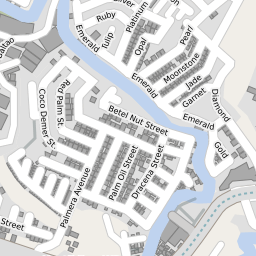 Ruby
Platinum
Emerald
Tulip
Opal
Pearl
Moonstone
Jade
Garnet
Emerald
Emerald
Diamond
Gold
Red Palm St.
Coco Demer St.
Betel Nut Street
Palmera Avenue
Palm Oil Street
Dracena Street
Street